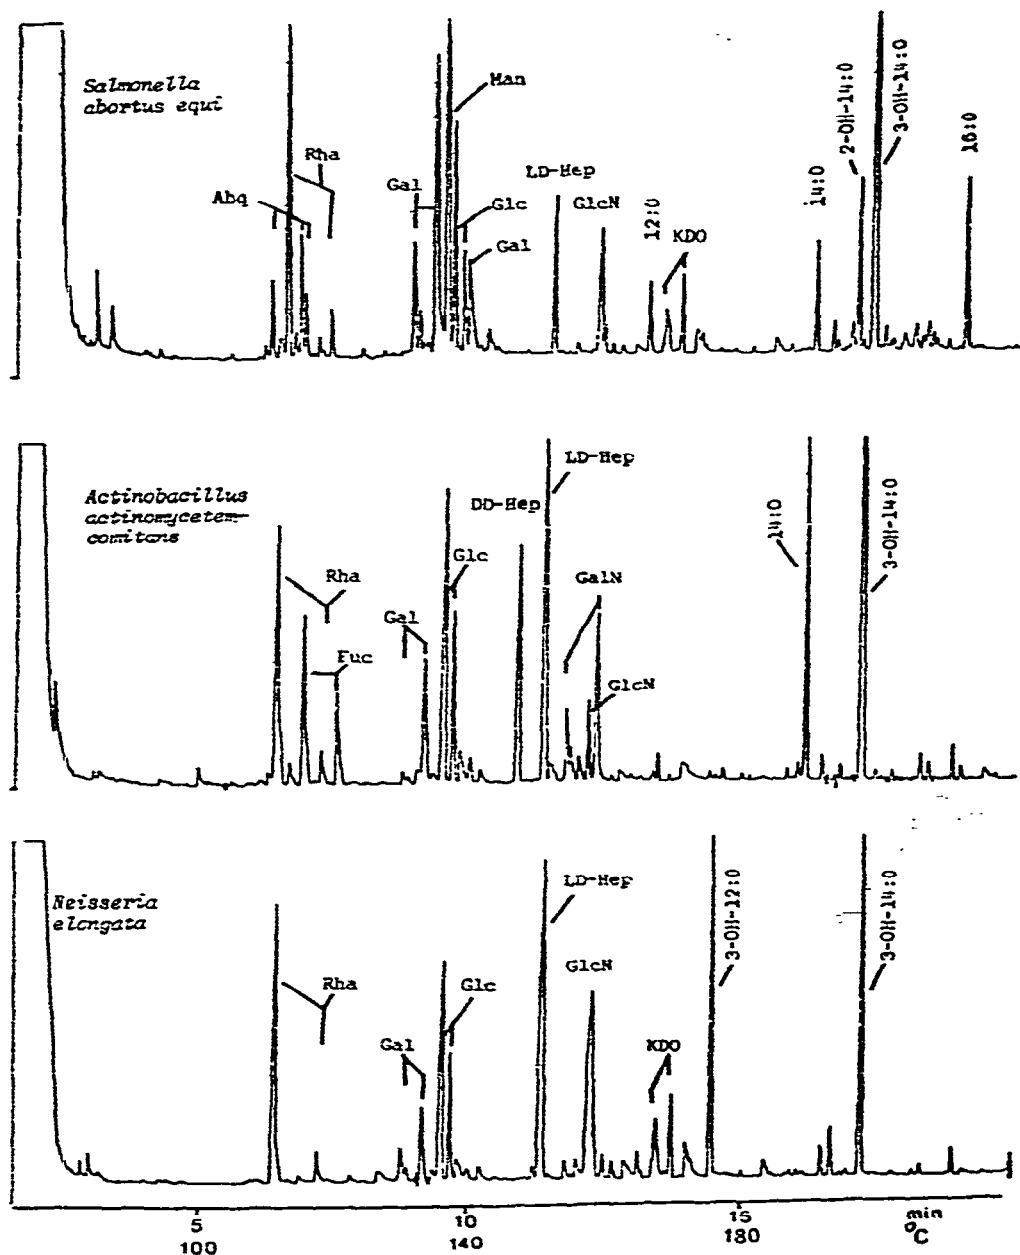 Salmonella
abortus equi
Abq
Rha
Gal
Man
Glc
Gal
LD-Hep
GlcN
12:0
KDO
14:0
2-OH-14:0
3-OH-14:0
16:0
Actinobacillus
actinomycetem-
comitans
Rha
Fuc
Gal
Glc
DD-Hep
LD-Hep
GalN
GlcN
14:0
3-OH-14:0
Neisseria
elongata
Rha
Gal
Glc
LD-Hep
GlcN
KDO
3-OH-12:0
3-OH-14:0
5 10 15 min
100 140 180 °C